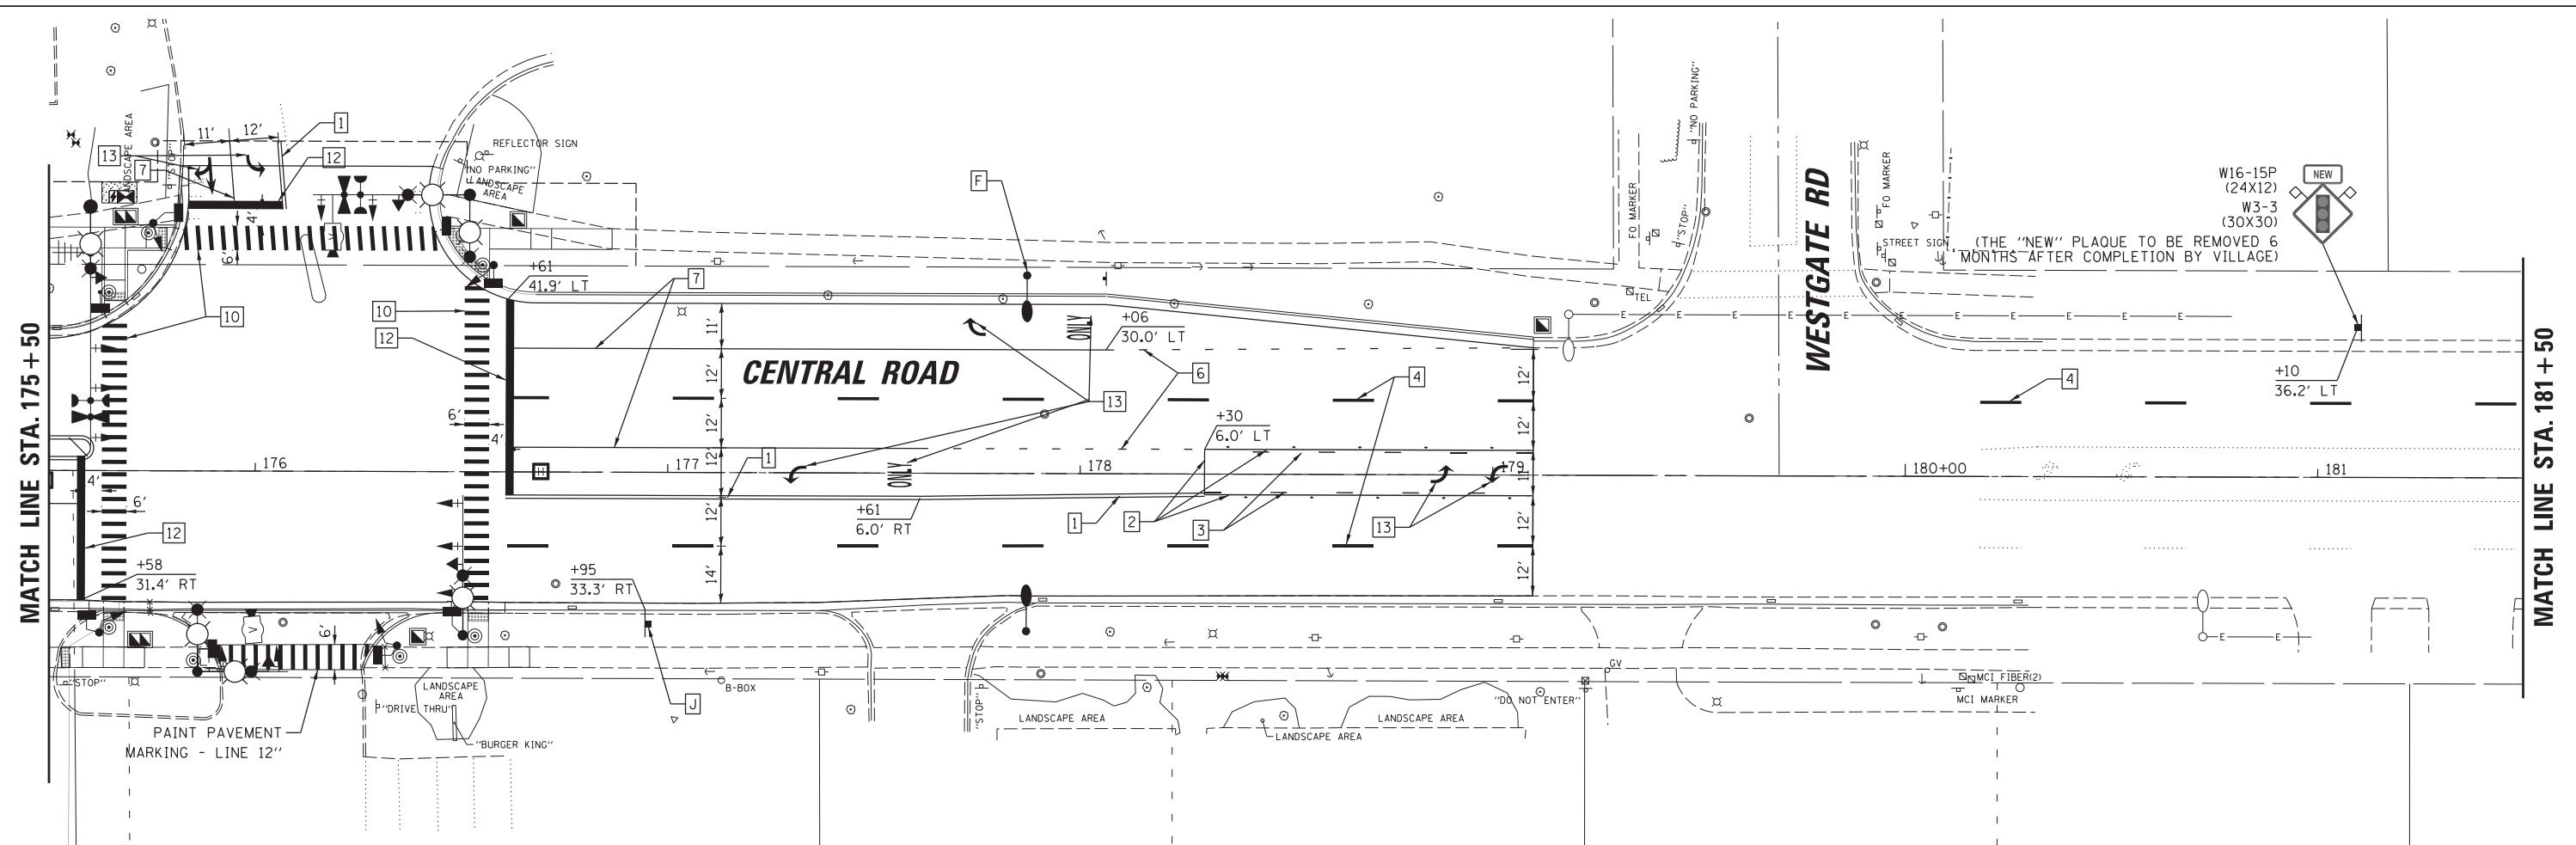 MATCH LINE STA. 175+50
LANDSCAPE AREA
"STOP"
11'
12'
1
13
12
7
4'
6'
10
REFLECTOR SIGN
"NO PARKING"
LANDSCAPE
AREA
+61
41.9' LT
10
12
7
F
11'
12'
12'
12'
12'
14'
CENTRAL ROAD
ONLY
+06
30.0' LT
6
4
13
+30
6.0' LT
6'
4'
176
177
1
178
179
180+00
181
ONLY
4'
6'
12
+58
31.4' RT
+61
6.0' RT
1
2
3
13
12'
12'
11'
12'
12'
+95
33.3' RT
J
B-BOX
6'
"STOP"
PAINT PAVEMENT
MARKING - LINE 12"
LANDSCAPE
AREA
"DRIVE THRU"
"BURGER KING"
"STOP"
LANDSCAPE AREA
LANDSCAPE AREA
LANDSCAPE AREA
"DO NOT ENTER"
GV
MCI FIBER(2)
MCI MARKER
"NO PARKING"
FO MARKER
"STOP"
TEL
E E E E E E E E E E E
WESTGATE RD
FO MARKER
STREET SIGN
W16-15P
(24X12)
W3-3
(30X30)
NEW
(THE "NEW" PLAQUE TO BE REMOVED 6
MONTHS AFTER COMPLETION BY VILLAGE)
4
+10
36.2' LT
E E
MATCH LINE STA. 181+50